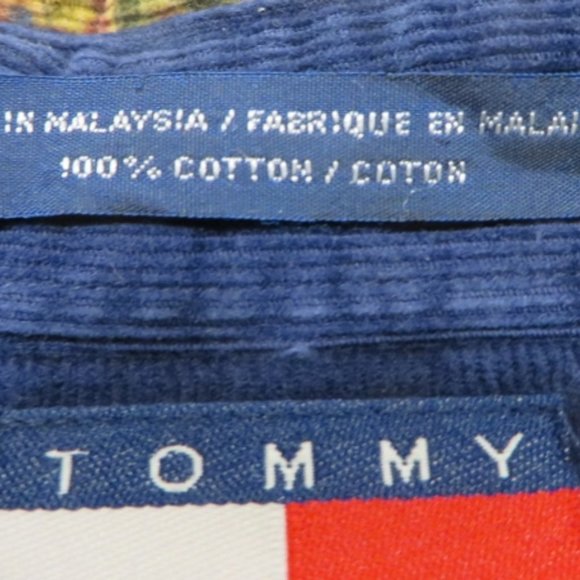 IN MALAYSIA / FABRIQUE EN
100% COTTON / COTON
TOMMY